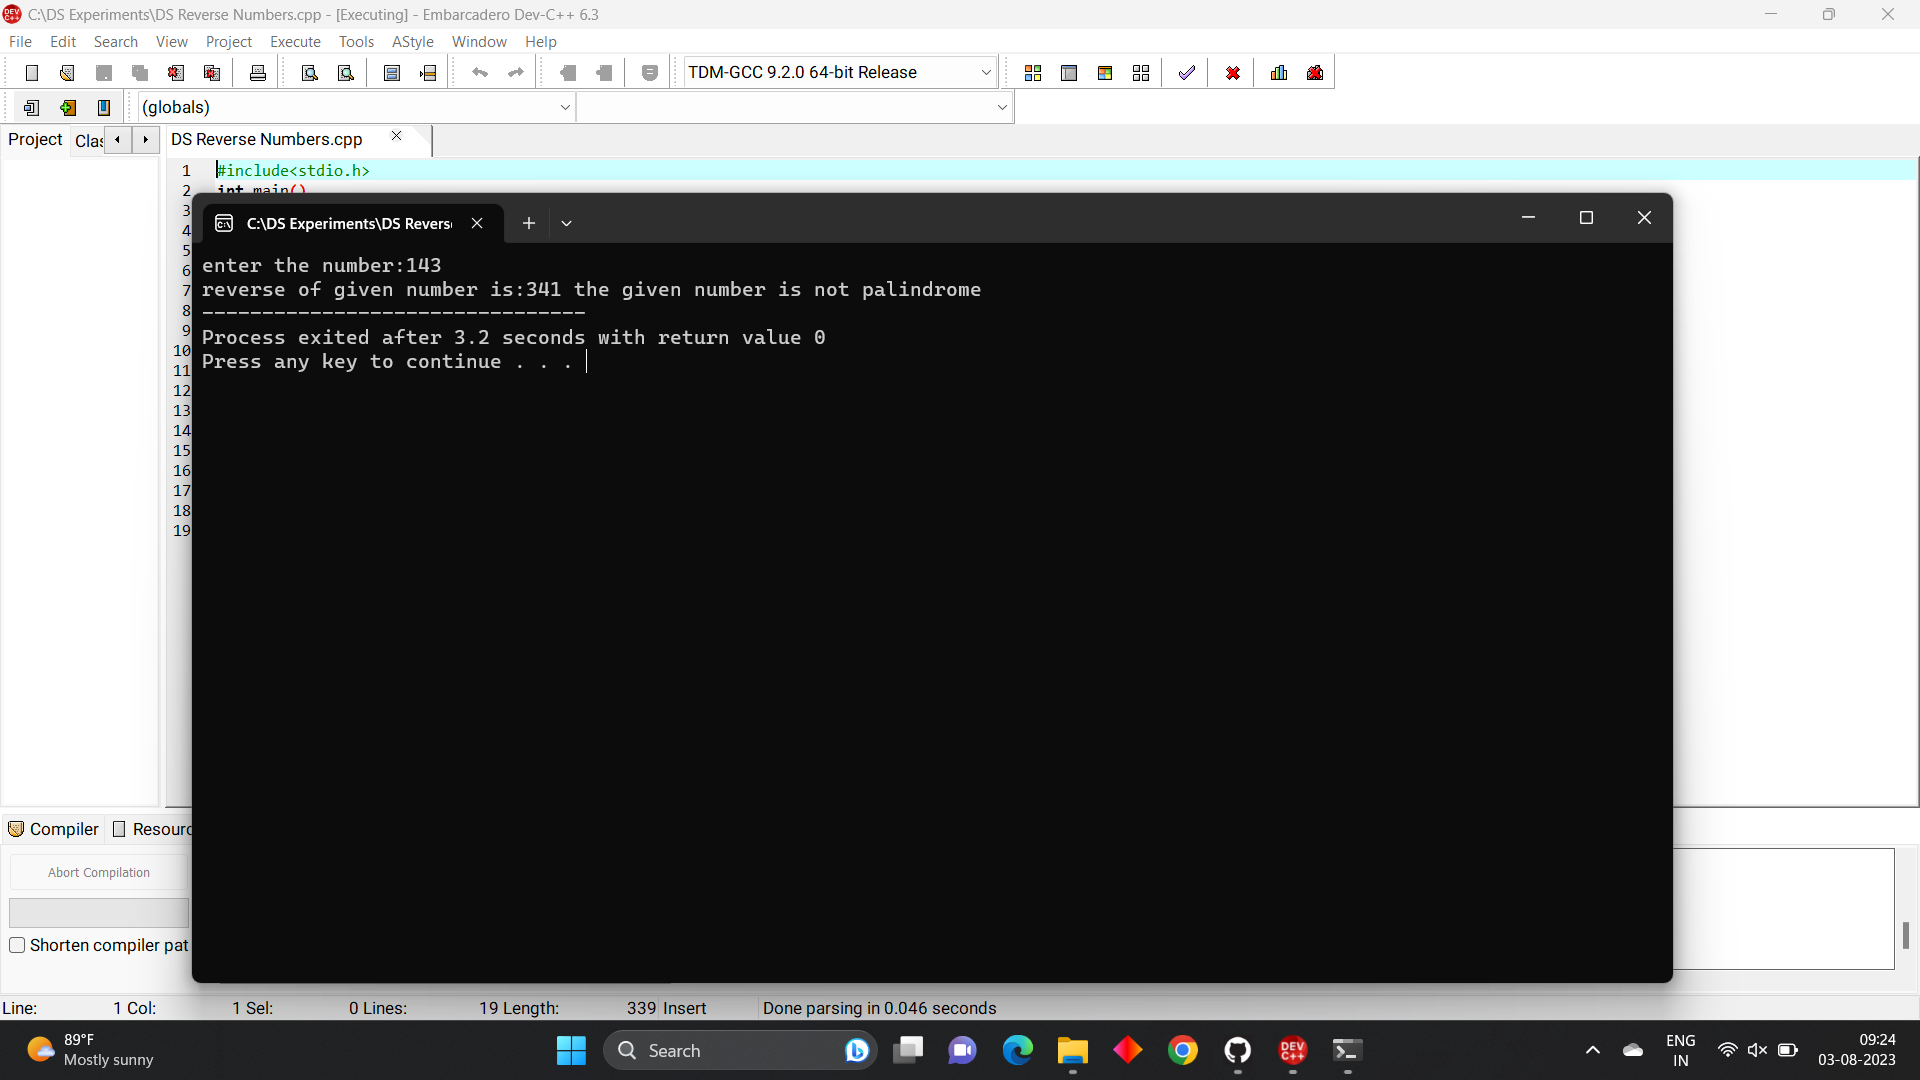 C:\DS Experiments\DS Reverse Numbers.cpp - [Executing] - Embarcadero Dev-C++ 6.3
File Edit Search View Project Execute Tools AStyle Window Help
TDM-GCC 9.2.0 64-bit Release
(globals)
Project Clas DS Reverse Numbers.cpp
1 #include<stdio.h>
2 int main()
3
4
5
6
7
8
9
10
11
12
13
14
15
16
17
18
19
C:\DS Experiments\DS Revers
enter the number:143
reverse of given number is:341 the given number is not palindrome
--------------------------------
Process exited after 3.2 seconds with return value 0
Press any key to continue . . .
Compiler Resourc
Abort Compilation
Shorten compiler pat
Line: 1 Col: 1 Sel: 0 Lines: 19 Length: 339 Insert Done parsing in 0.046 seconds
89°F
Mostly sunny
Search
DEV C++
ENG
IN
09:24
03-08-2023